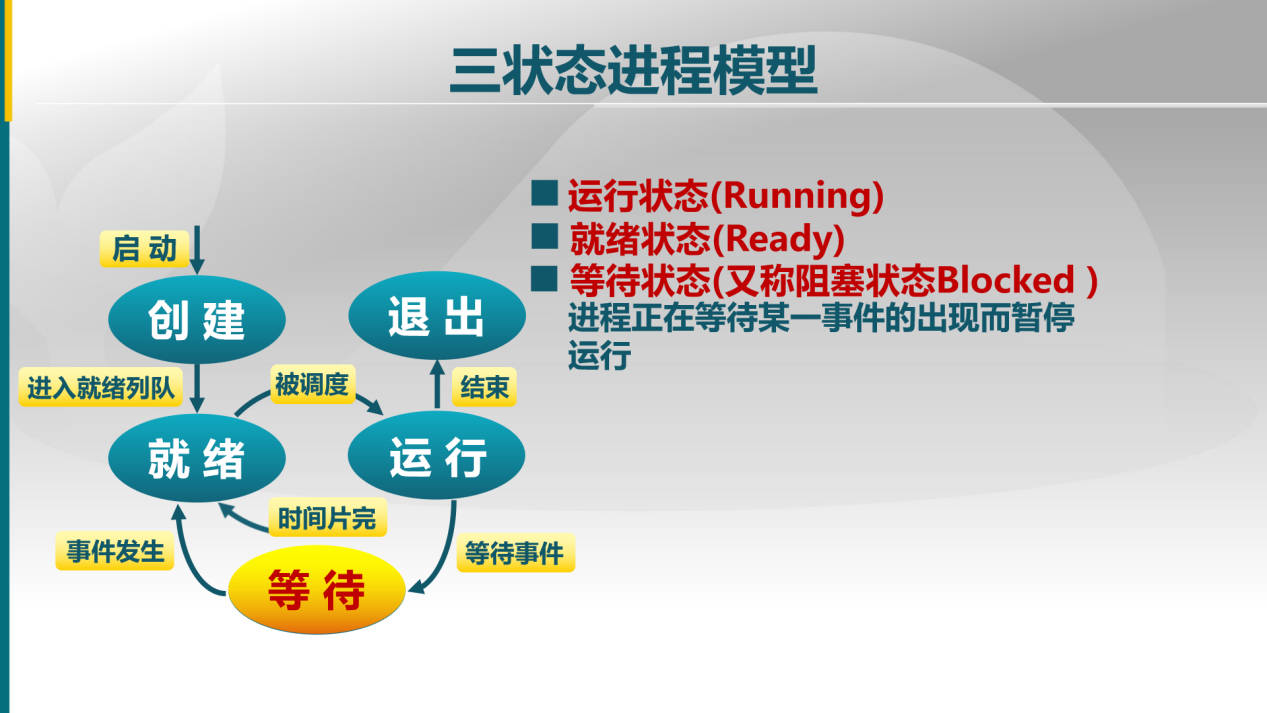 三状态进程模型
运行状态(Running)
就绪状态(Ready)
等待状态(又称阻塞状态Blocked )
进程正在等待某一事件的出现而暂停
运行
启 动
创 建
退 出
进入就绪列队
被调度
结束
就 绪
运 行
时间片完
事件发生
等待事件
等 待